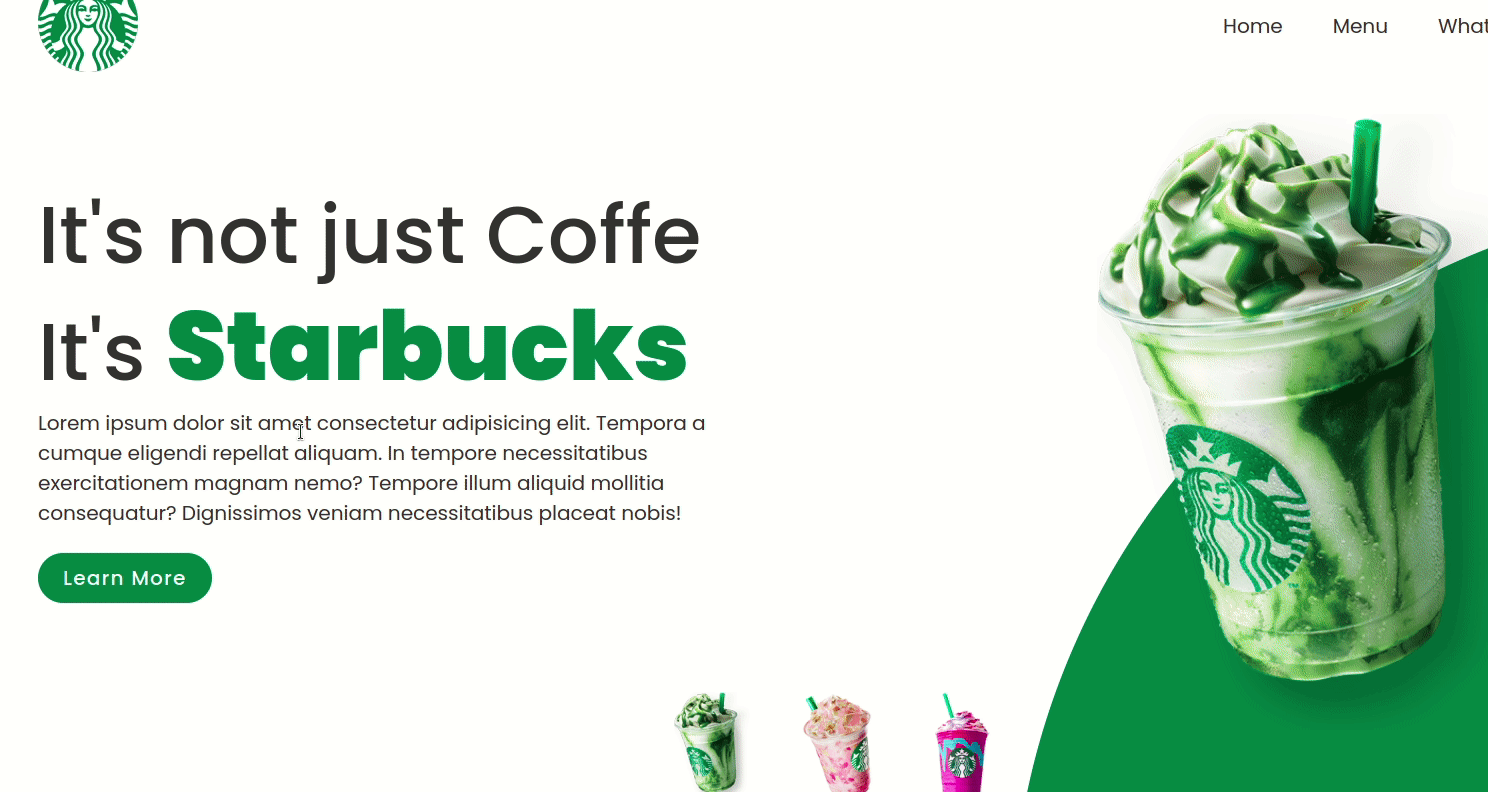 Home Menu What
It's not just Coffe
It's Starbucks
Lorem ipsum dolor sit amet consectetur adipisicing elit. Tempora a
cumque eligendi repellat aliquam. In tempore necessitatibus
exercitationem magnam nemo? Tempore illum aliquid mollitia
consequatur? Dignissimos veniam necessitatibus placeat nobis!
Learn More